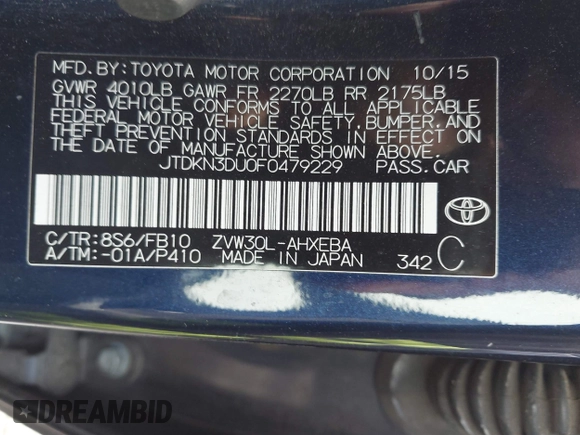 MFD. BY: TOYOTA MOTOR CORPORATION 10/15
GVWR 4010LB GAWR FR 2270LB RR 2175LB
THIS VEHICLE CONFORMS TO ALL APPLICABLE
FEDERAL MOTOR VEHICLE SAFETY, BUMPER, AND
THEFT PREVENTION STANDARDS IN EFFECT ON
THE DATE OF MANUFACTURE SHOWN ABOVE.
JTDKN3DU0F0479229 PASS.CAR
C/TR:8S6/FB10 ZVW30L-AHXEBA
A/TM:-01A/P410 MADE IN JAPAN 342 C
TOYOTA
DREAMBID